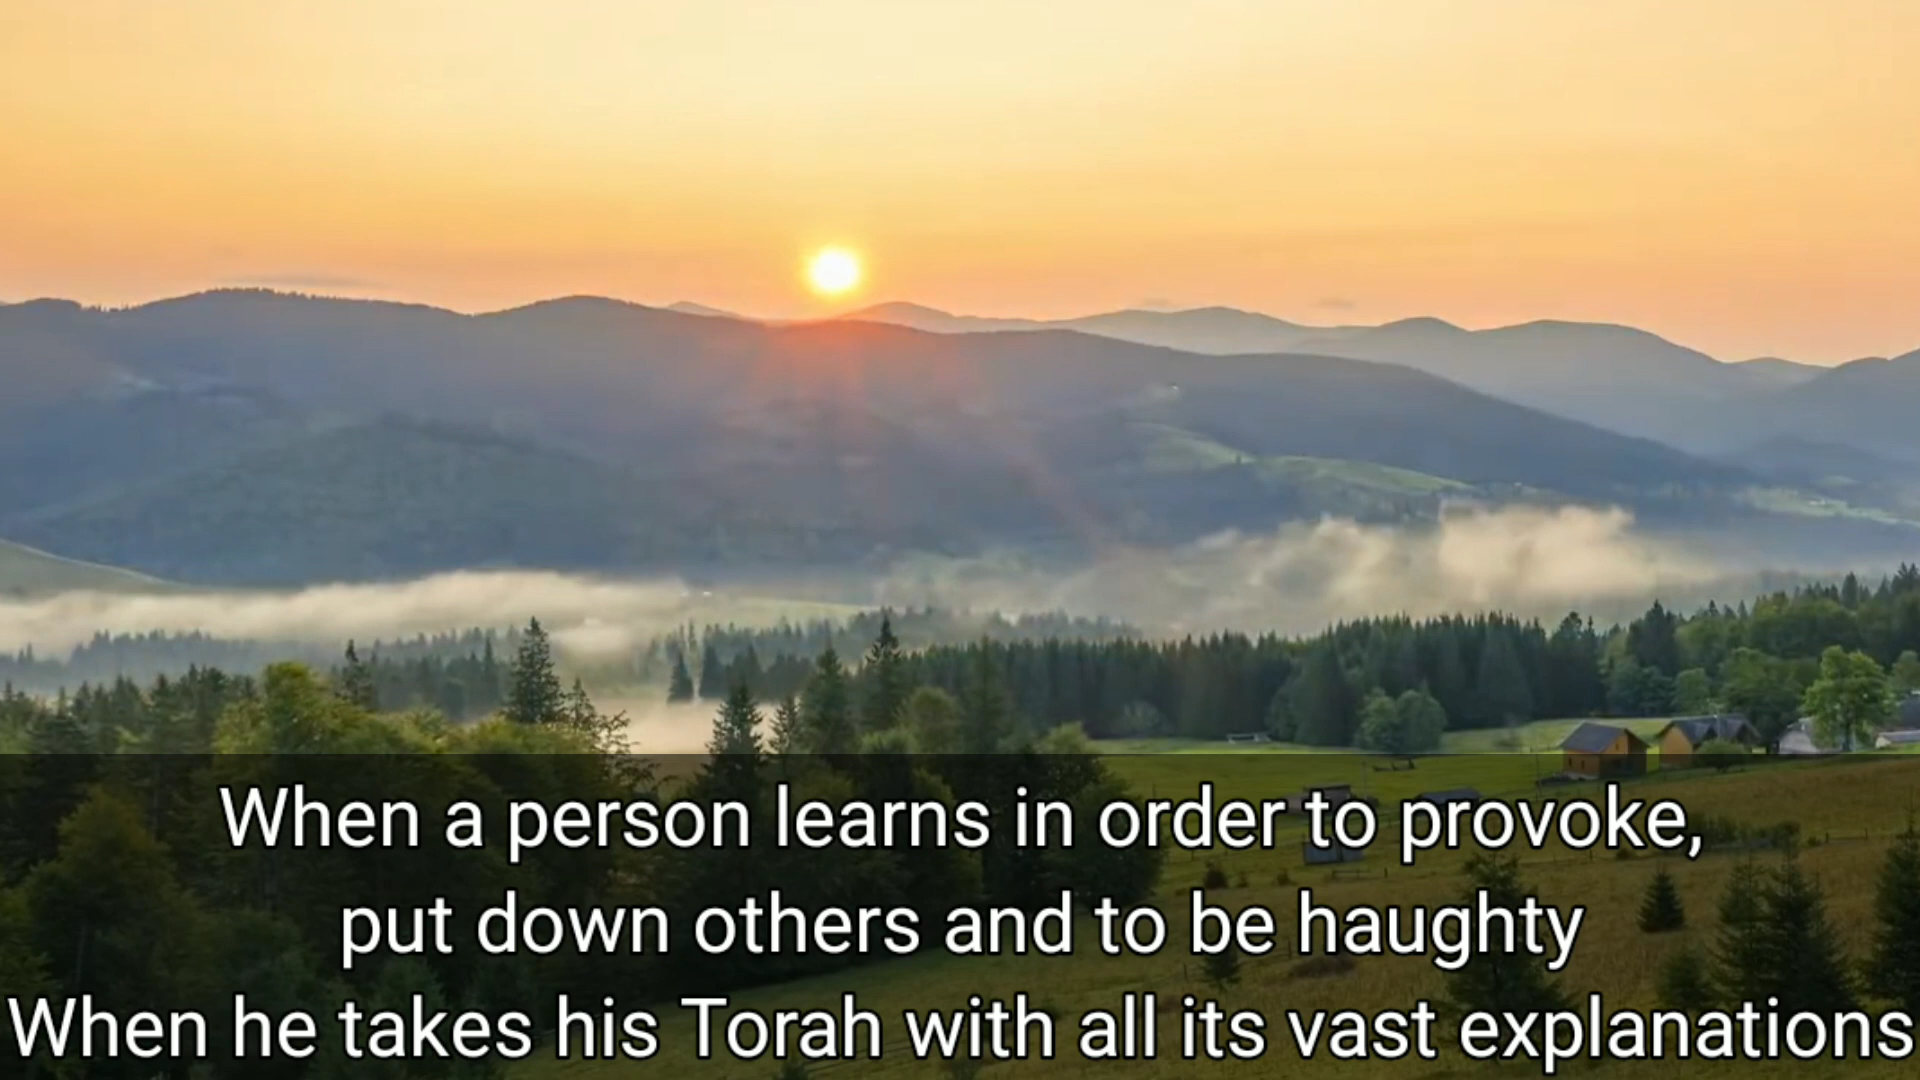 When a person learns in order to provoke,
put down others and to be haughty
When he takes his Torah with all its vast explanations